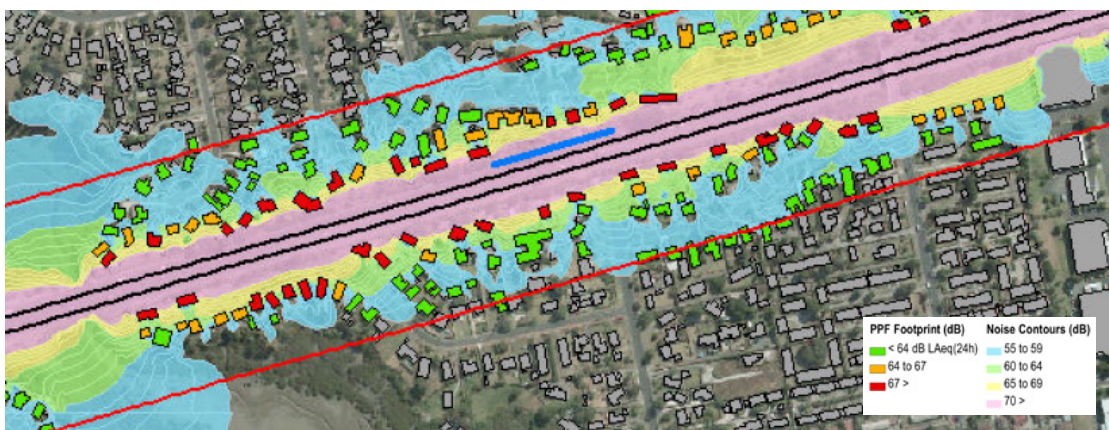 PPF Footprint (dB)
< 64 dB LAeq(24h)
64 to 67
67 >
Noise Contours (dB)
55 to 59
60 to 64
65 to 69
70 >